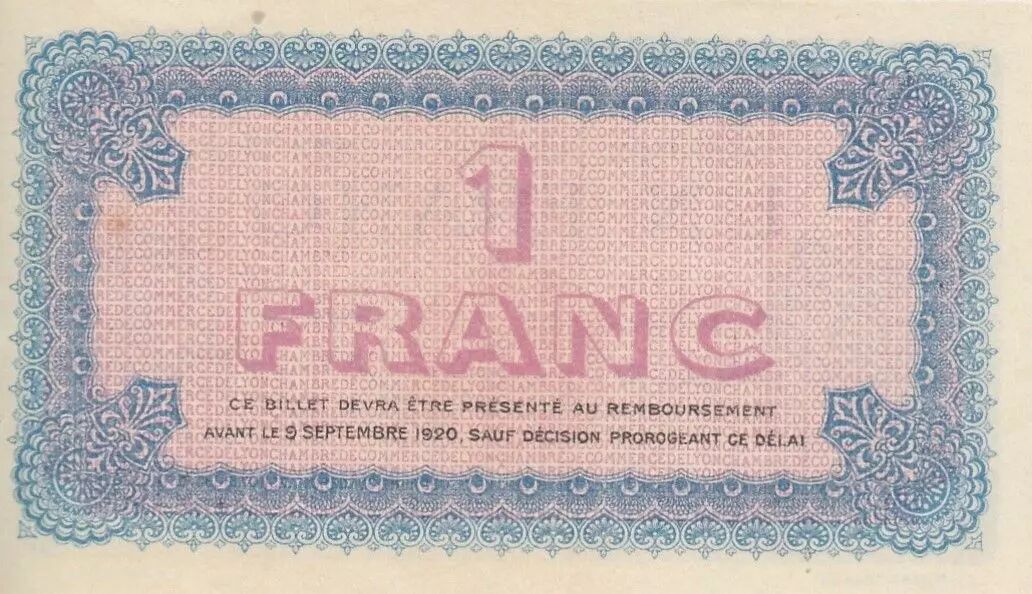 1
FRANC
CE BILLET DEVRA ÊTRE PRÉSENTÉ AU REMBOURSEMENT
AVANT LE 9 SEPTEMBRE 1920, SAUF DÉCISION PROROGEANT CE DÉLAI